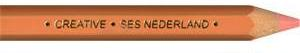 • CREATIVE • SES NEDERLAND •